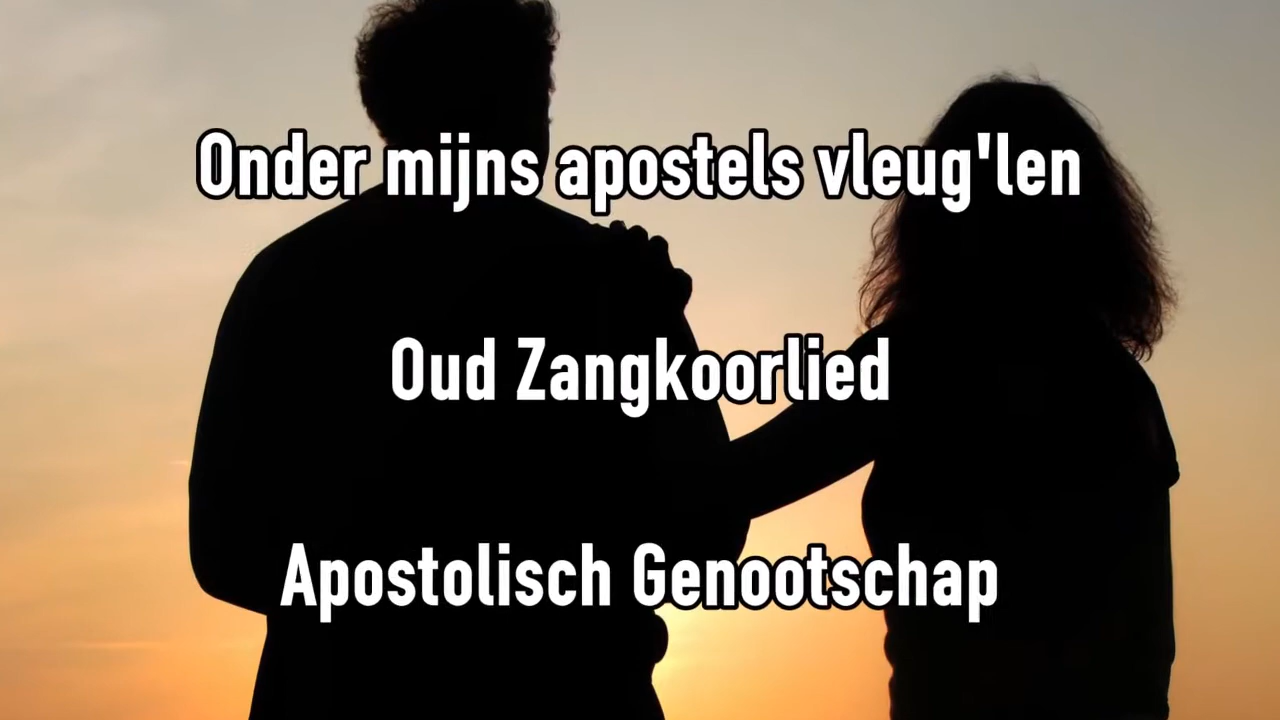 Onder mijns apostels vleug'len
Oud Zangkoorlied
Apostolisch Genootschap